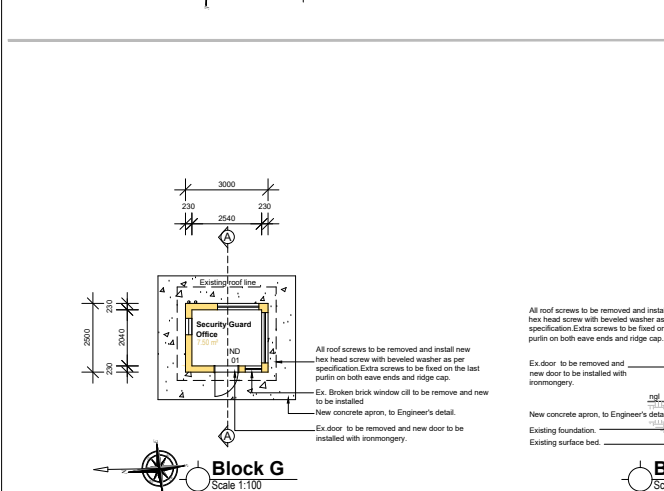 3000
230
230
2540
A
Existing roof line
230
2500
2040
230
Security Guard
Office
7.50 m²
ND
01
All roof screws to be removed and install new
hex head screw with beveled washer as per
specification.Extra screws to be fixed on the last
purlin on both eave ends and ridge cap.
Ex. Broken brick window cill to be remove and new
to be installed
New concrete apron, to Engineer's detail.
Ex.door to be removed and new door to be
installed with ironmongery.
A
Block G
Scale 1:100
All roof screws to be removed and insta
hex head screw with beveled washer as
specification.Extra screws to be fixed on
purlin on both eave ends and ridge cap.
Ex.door to be removed and
new door to be installed with
ironmongery.
ngl
New concrete apron, to Engineer's deta
Existing foundation.
Existing surface bed.
B
Sc